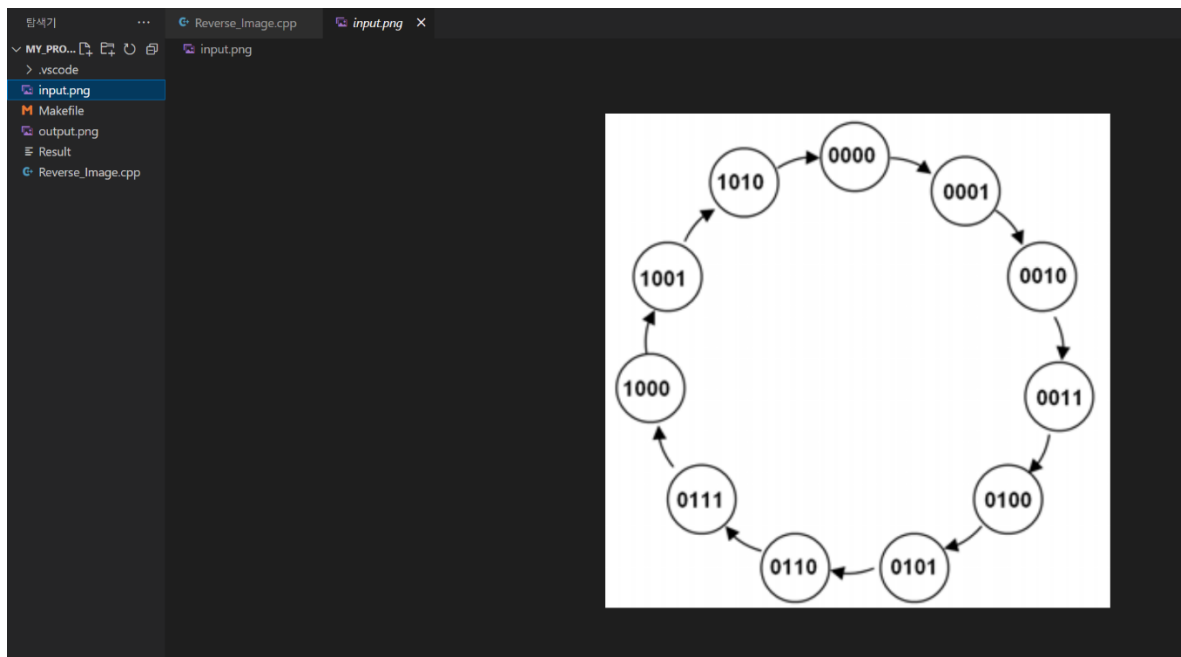 탐색기 ···
MY_PRO...
.vscode
input.png
Makefile
output.png
Result
Reverse_Image.cpp
Reverse_Image.cpp
input.png
input.png
0000
0001
0010
0011
0100
0101
0110
0111
1000
1001
1010